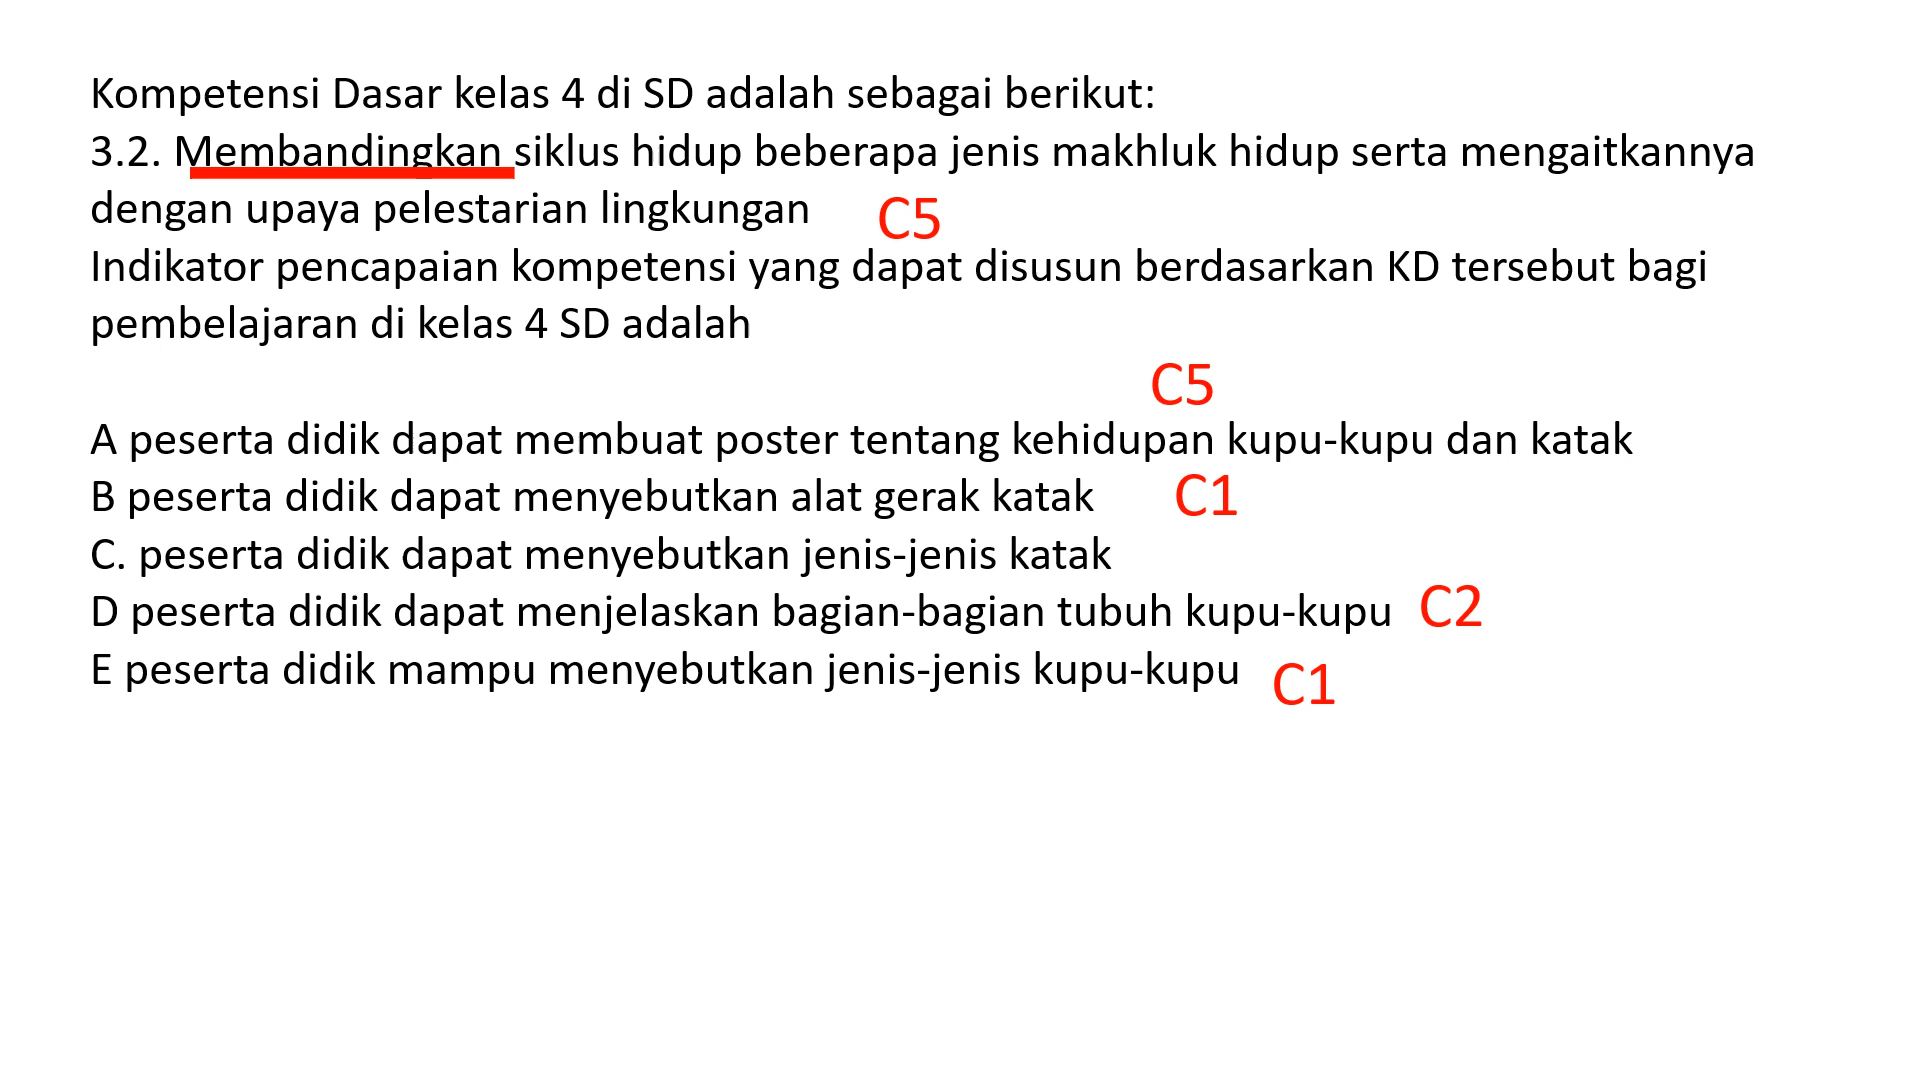 Kompetensi Dasar kelas 4 di SD adalah sebagai berikut:
3.2. Membandingkan siklus hidup beberapa jenis makhluk hidup serta mengaitkannya
dengan upaya pelestarian lingkungan C5
Indikator pencapaian kompetensi yang dapat disusun berdasarkan KD tersebut bagi
pembelajaran di kelas 4 SD adalah
C5
A peserta didik dapat membuat poster tentang kehidupan kupu-kupu dan katak
B peserta didik dapat menyebutkan alat gerak katak C1
C. peserta didik dapat menyebutkan jenis-jenis katak
D peserta didik dapat menjelaskan bagian-bagian tubuh kupu-kupu C2
E peserta didik mampu menyebutkan jenis-jenis kupu-kupu C1